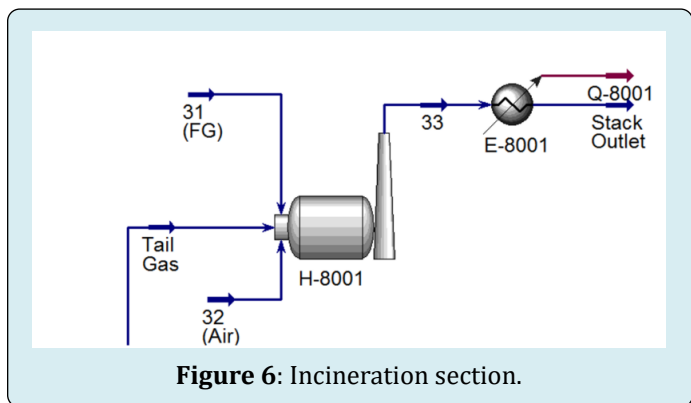 31
(FG)
Tail
Gas
32
(Air)
H-8001
33
E-8001
Q-8001
Stack
Outlet
Figure 6: Incineration section.